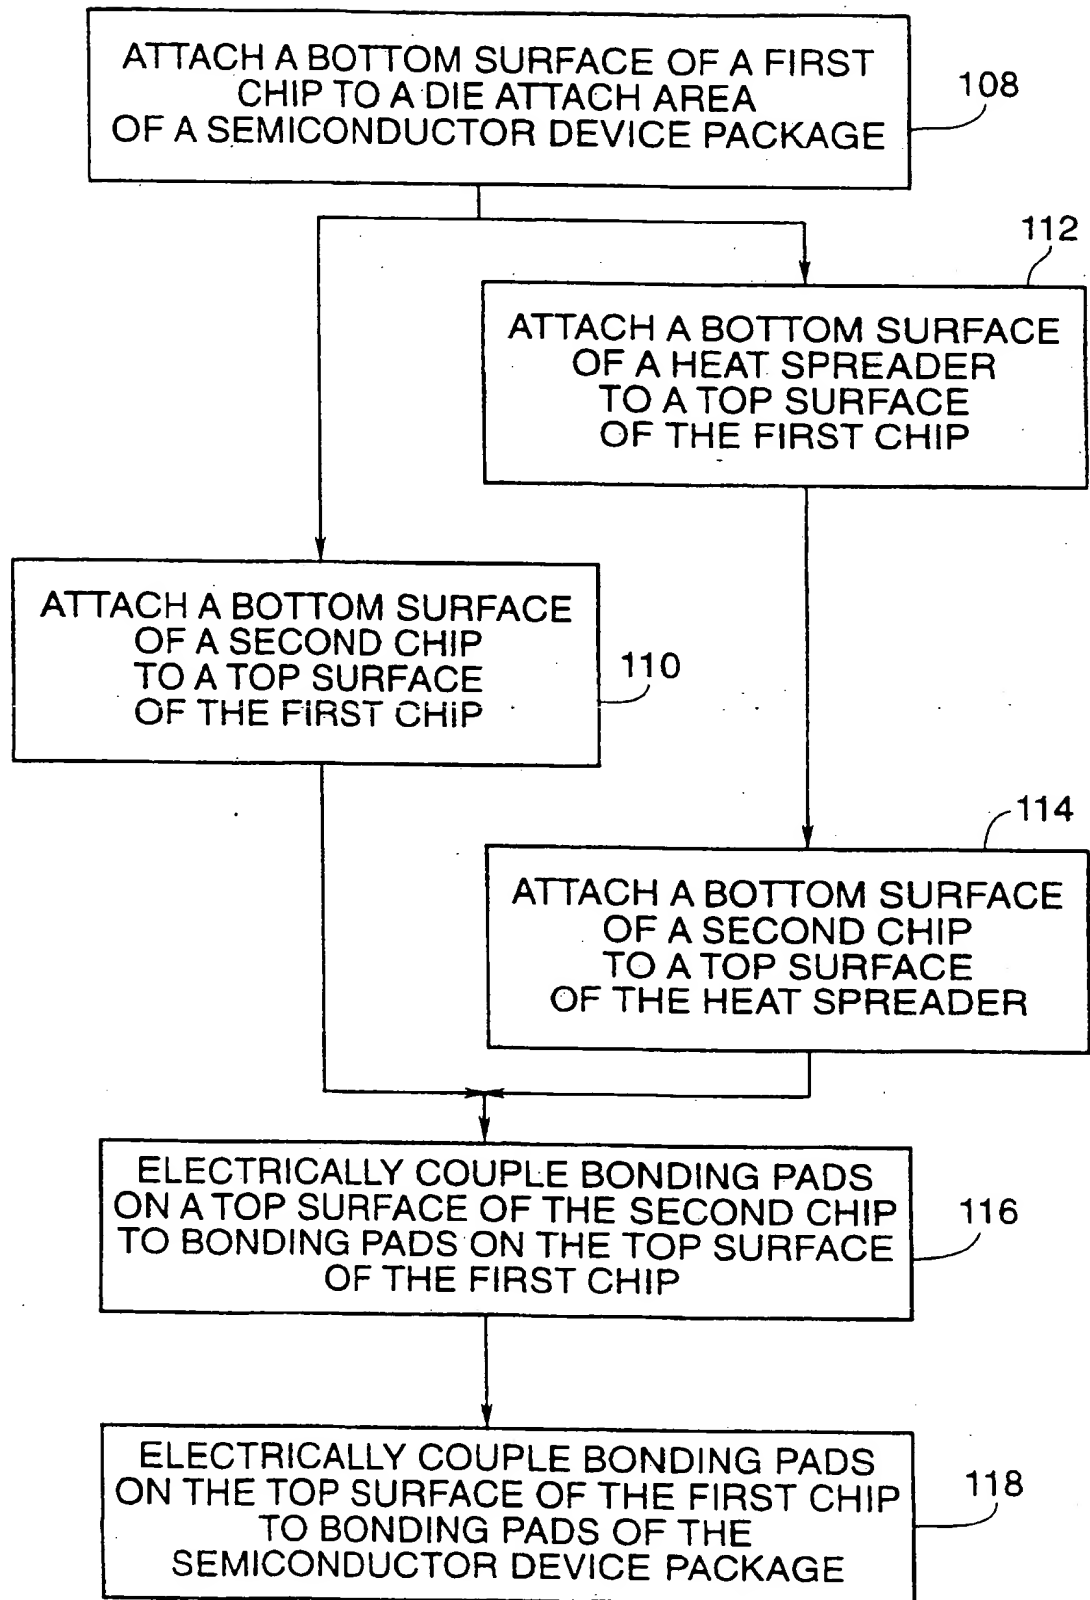 ATTACH A BOTTOM SURFACE OF A FIRST
CHIP TO A DIE ATTACH AREA
OF A SEMICONDUCTOR DEVICE PACKAGE
108
112
ATTACH A BOTTOM SURFACE
OF A HEAT SPREADER
TO A TOP SURFACE
OF THE FIRST CHIP
ATTACH A BOTTOM SURFACE
OF A SECOND CHIP
TO A TOP SURFACE
OF THE FIRST CHIP
110
114
ATTACH A BOTTOM SURFACE
OF A SECOND CHIP
TO A TOP SURFACE
OF THE HEAT SPREADER
ELECTRICALLY COUPLE BONDING PADS
ON A TOP SURFACE OF THE SECOND CHIP
TO BONDING PADS ON THE TOP SURFACE
OF THE FIRST CHIP
116
ELECTRICALLY COUPLE BONDING PADS
ON THE TOP SURFACE OF THE FIRST CHIP
TO BONDING PADS OF THE
SEMICONDUCTOR DEVICE PACKAGE
118